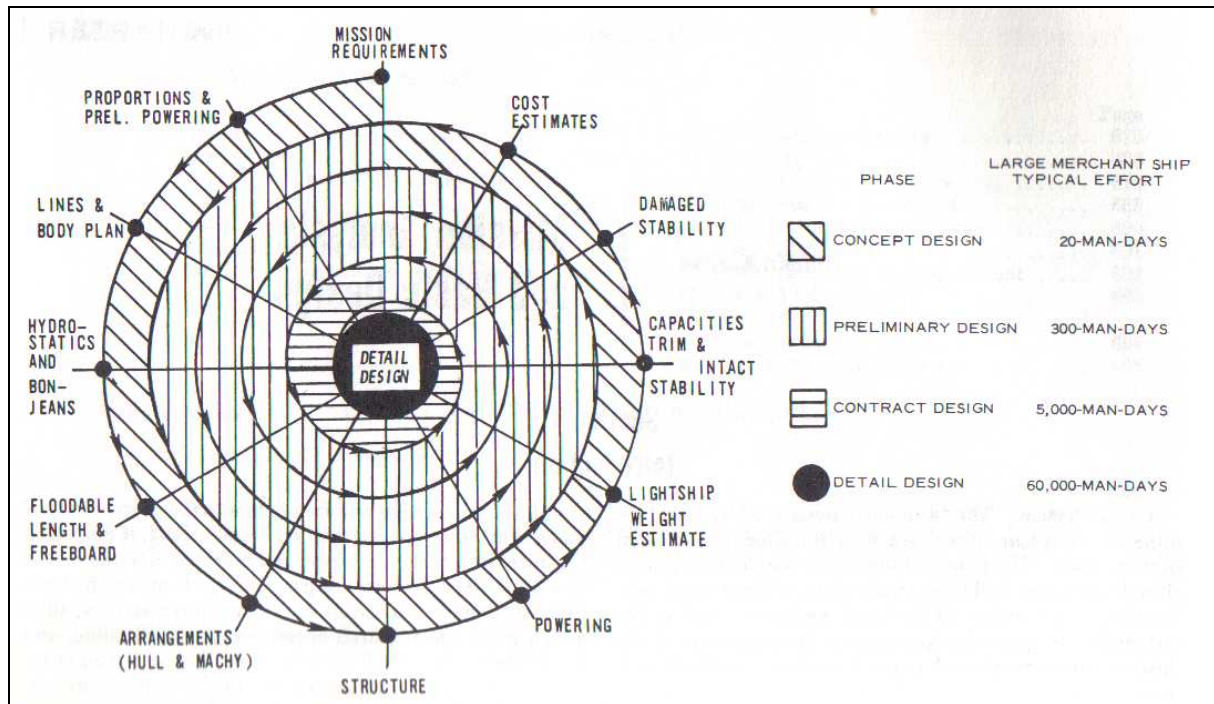 MISSION
REQUIREMENTS
PROPORTIONS &
PREL. POWERING
COST
ESTIMATES
LINES &
BODY PLAN
DAMAGED
STABILITY
HYDRO-
STATICS
AND
BON-
JEANS
CAPACITIES
TRIM &
INTACT
STABILITY
DETAIL
DESIGN
FLOODABLE
LENGTH &
FREEBOARD
LIGHTSHIP
WEIGHT
ESTIMATE
ARRANGEMENTS
(HULL & MACHY)
POWERING
STRUCTURE
PHASE
LARGE MERCHANT SHIP
TYPICAL EFFORT
CONCEPT DESIGN 20-MAN-DAYS
PRELIMINARY DESIGN 300-MAN-DAYS
CONTRACT DESIGN 5,000-MAN-DAYS
DETAIL DESIGN 60,000-MAN-DAYS